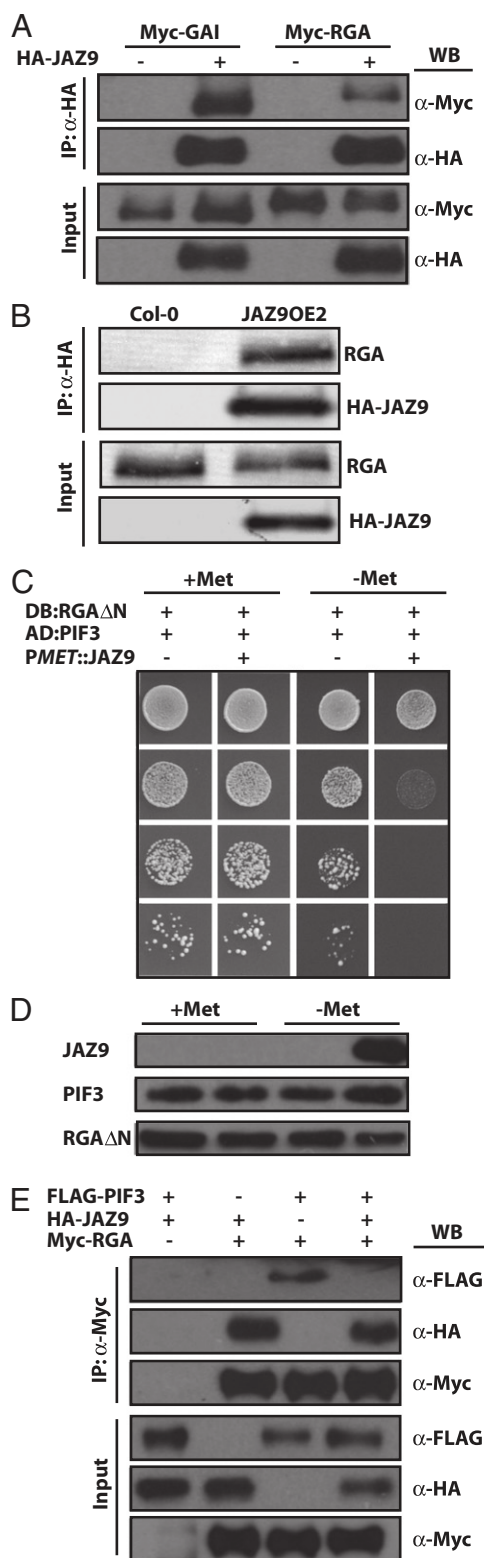 A
Myc-GAI Myc-RGA
HA-JAZ9 - + - + WB
IP: α-HA
α-Myc
α-HA
Input
α-Myc
α-HA
B
Col-0 JAZ9OE2
IP: α-HA
RGA
HA-JAZ9
Input
RGA
HA-JAZ9
C
+Met -Met
DB:RGAΔN + + + +
AD:PIF3 + + + +
PMET::JAZ9 - + - +
D
+Met -Met
JAZ9
PIF3
RGAΔN
E
FLAG-PIF3 + - + +
HA-JAZ9 + + - + WB
Myc-RGA - + + +
IP: α-Myc
α-FLAG
α-HA
α-Myc
Input
α-FLAG
α-HA
α-Myc